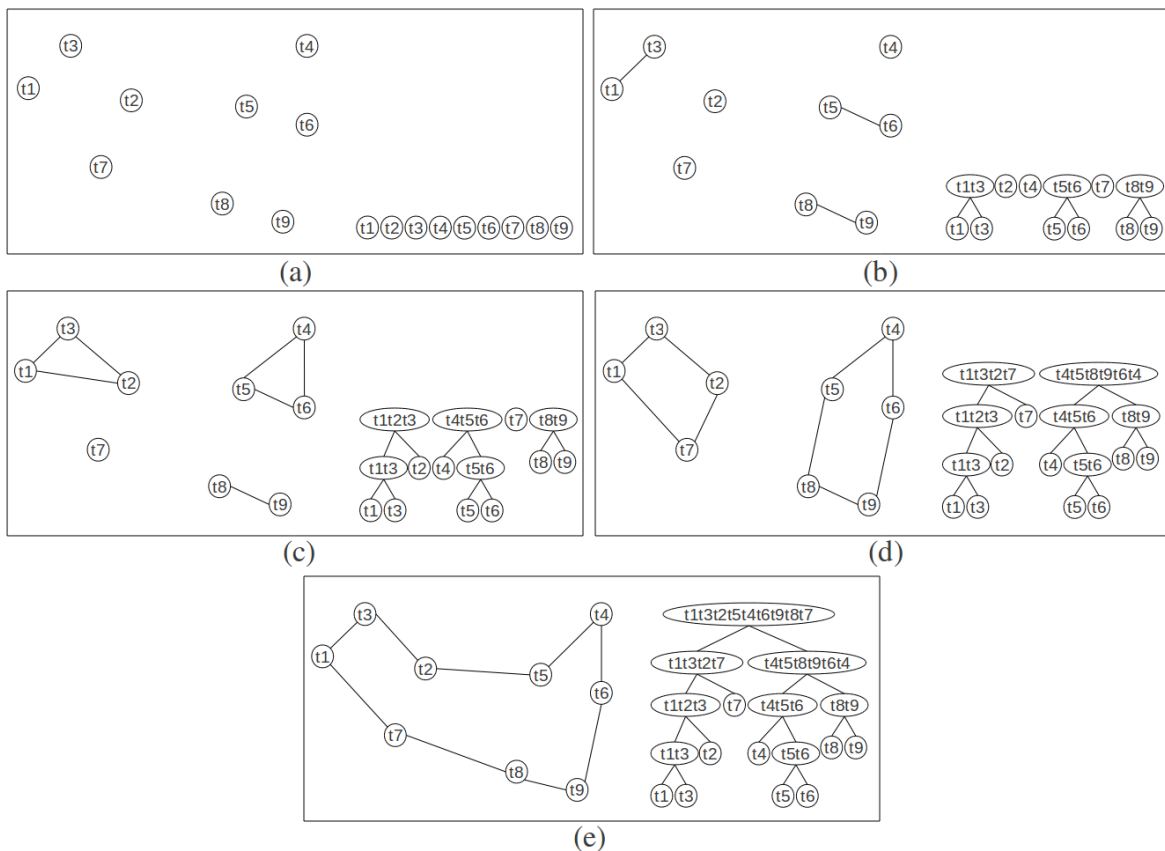 t3 t4
t1 t2 t5
t6
t7
t8
t9
t1 t2 t3 t4 t5 t6 t7 t8 t9
(a)
t3 t4
t1 t2 t5
t6
t7
t8
t9
t1t3 t2 t4 t5t6 t7 t8t9
t1 t3 t5 t6 t8 t9
(b)
t3 t4
t1 t2 t5
t6
t7
t8
t9
t1t2t3 t4t5t6 t7 t8t9
t1t3 t2 t4 t5t6 t8 t9
t1 t3 t5 t6
(c)
t3 t4
t1 t2 t5
t6
t7
t8
t9
t1t3t2t7 t4t5t8t9t6t4
t1t2t3 t7 t4t5t6 t8t9
t1t3 t2 t4 t5t6 t8 t9
t1 t3 t5 t6
(d)
t3 t4
t1 t2 t5
t6
t7
t8
t9
t1t3t2t5t4t6t9t8t7
t1t3t2t7 t4t5t8t9t6t4
t1t2t3 t7 t4t5t6 t8t9
t1t3 t2 t4 t5t6 t8 t9
t1 t3 t5 t6
(e)